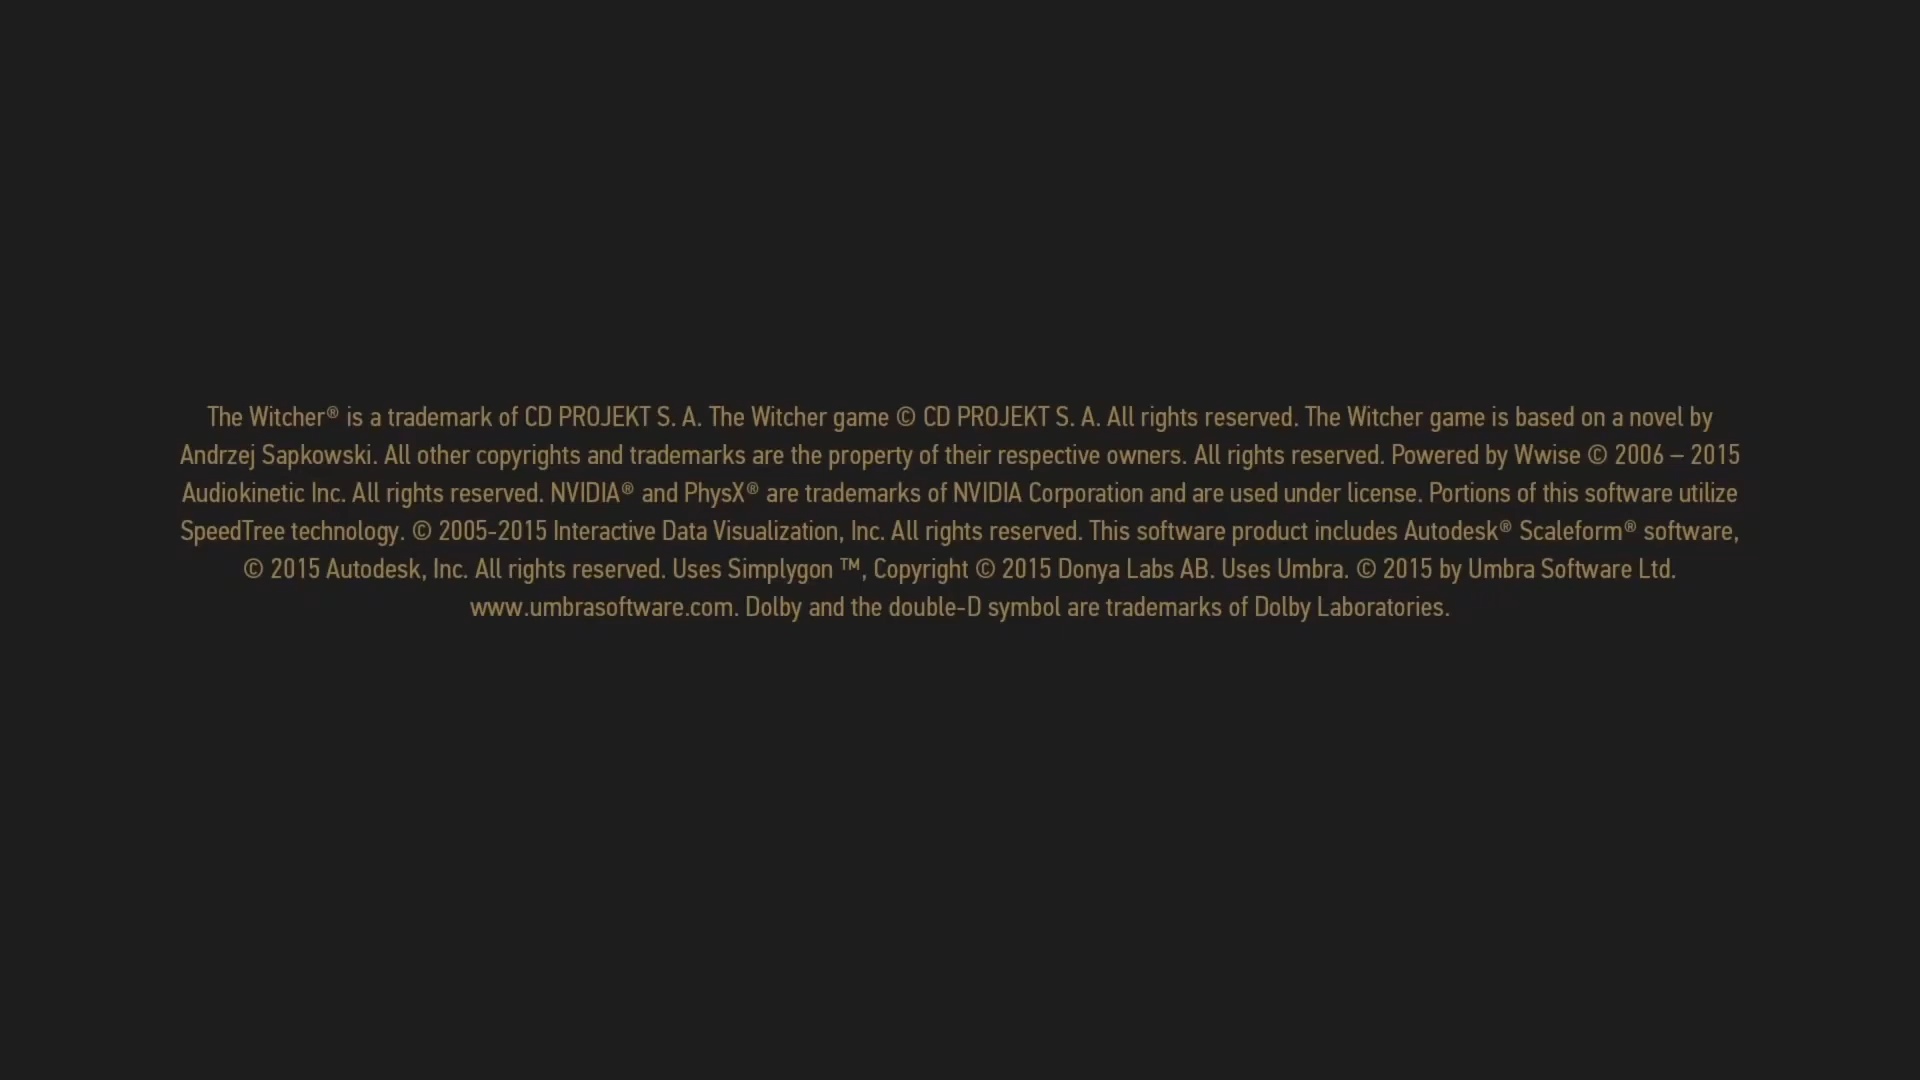 The Witcher® is a trademark of CD PROJEKT S. A. The Witcher game © CD PROJEKT S. A. All rights reserved. The Witcher game is based on a novel by
Andrzej Sapkowski. All other copyrights and trademarks are the property of their respective owners. All rights reserved. Powered by Wwise © 2006 – 2015
Audiokinetic Inc. All rights reserved. NVIDIA® and PhysX® are trademarks of NVIDIA Corporation and are used under license. Portions of this software utilize
SpeedTree technology. © 2005-2015 Interactive Data Visualization, Inc. All rights reserved. This software product includes Autodesk® Scaleform® software,
© 2015 Autodesk, Inc. All rights reserved. Uses Simplygon ™, Copyright © 2015 Donya Labs AB. Uses Umbra. © 2015 by Umbra Software Ltd.
www.umbrasoftware.com. Dolby and the double-D symbol are trademarks of Dolby Laboratories.